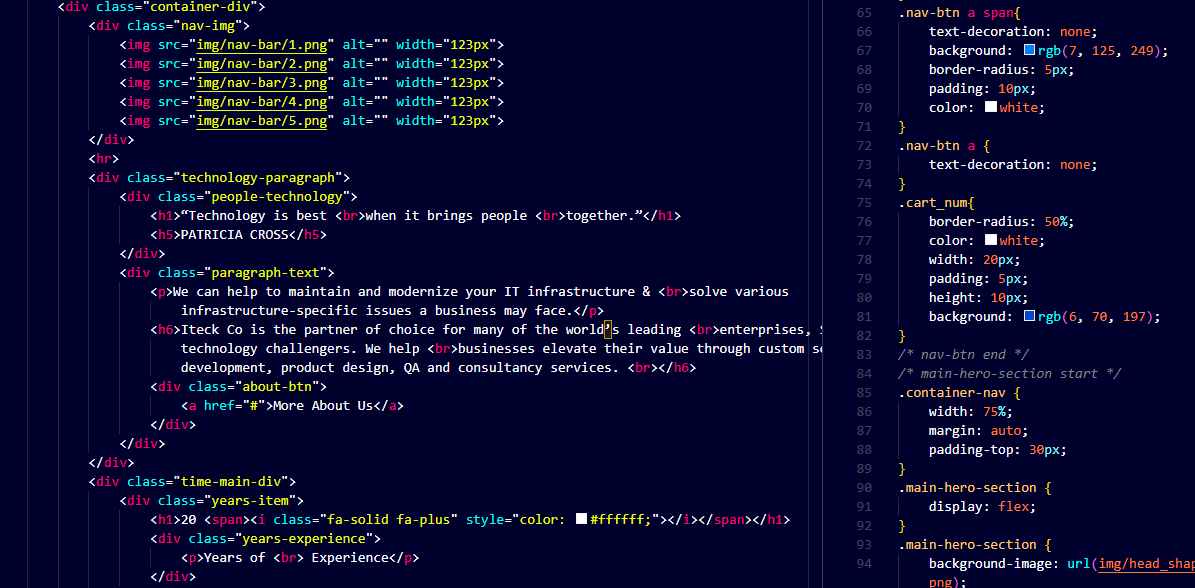 <div class="container-div">
<div class="nav-img">
<img src="img/nav-bar/1.png" alt="" width="123px">
<img src="img/nav-bar/2.png" alt="" width="123px">
<img src="img/nav-bar/3.png" alt="" width="123px">
<img src="img/nav-bar/4.png" alt="" width="123px">
<img src="img/nav-bar/5.png" alt="" width="123px">
</div>
<hr>
<div class="technology-paragraph">
<div class="people-technology">
<h1>“Technology is best <br>when it brings people <br>together.”</h1>
<h5>PATRICIA CROSS</h5>
</div>
<div class="paragraph-text">
<p>We can help to maintain and modernize your IT infrastructure & <br>solve various
infrastructure-specific issues a business may face.</p>
<h6>Iteck Co is the partner of choice for many of the world’s leading <br>enterprises,
technology challengers. We help <br>businesses elevate their value through custom
development, product design, QA and consultancy services. <br></h6>
<div class="about-btn">
<a href="#">More About Us</a>
</div>
</div>
</div>
<div class="time-main-div">
<div class="years-item">
<h1>20 <span><i class="fa-solid fa-plus" style="color: #ffffff;"></i></span></h1>
<div class="years-experience">
<p>Years of <br> Experience</p>
</div>
65 .nav-btn a span{
66 text-decoration: none;
67 background: rgb(7, 125, 249);
68 border-radius: 5px;
69 padding: 10px;
70 color: white;
71 }
72 .nav-btn a {
73 text-decoration: none;
74 }
75 .cart_num{
76 border-radius: 50%;
77 color: white;
78 width: 20px;
79 padding: 5px;
80 height: 10px;
81 background: rgb(6, 70, 197);
82 }
83 /* nav-btn end */
84 /* main-hero-section start */
85 .container-nav {
86 width: 75%;
87 margin: auto;
88 padding-top: 30px;
89 }
90 .main-hero-section {
91 display: flex;
92 }
93 .main-hero-section {
94 background-image: url(img/head_shap
png);